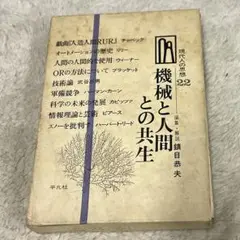 現代人の思想
22
機械と人間
との共生
編集・解説
鎮目恭夫
戯曲『人造人間RUR』 チャペック
オートメーションの歴史 リリー
人間の人間的な使用 ウィーナー
ORの方法について ブラッケット
技術論 武谷三男
軍備競争 ハーマン・カーン
科学の未来の発展 カピッツァ
情報理論と芸術 ピアース
スノーを批判す ハーバート・リード
平凡社